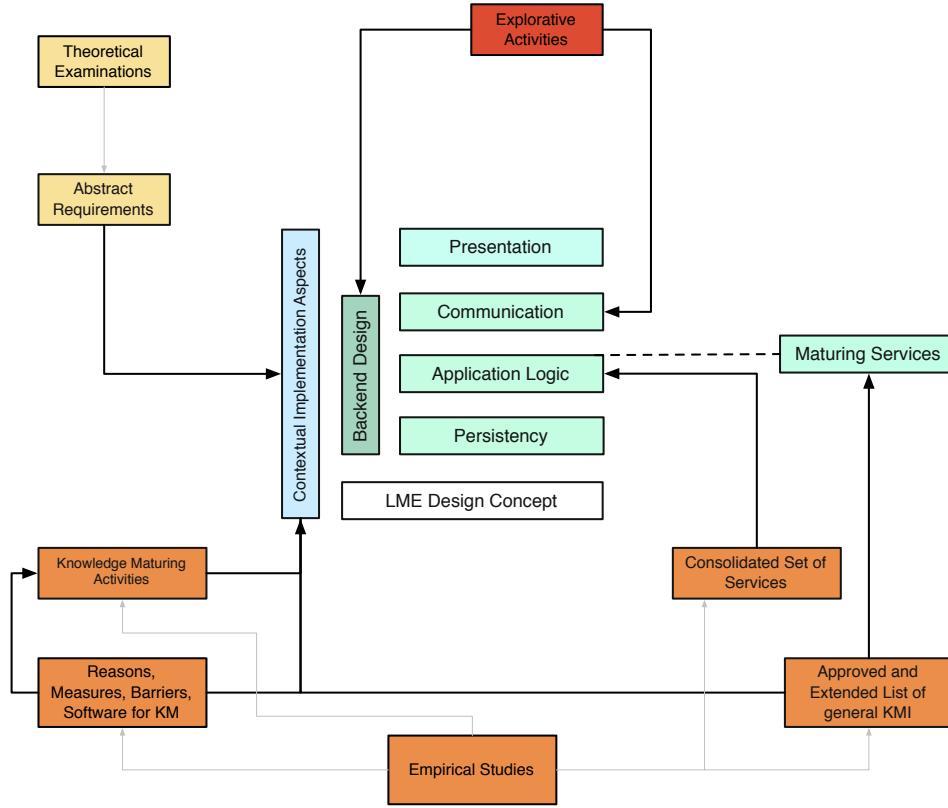 Explorative
Activities
Theoretical
Examinations
Abstract
Requirements
Contextual Implementation Aspects
Backend Design
Presentation
Communication
Application Logic
Persistency
LME Design Concept
Maturing Services
Knowledge Maturing
Activities
Consolidated Set of
Services
Reasons,
Measures, Barriers,
Software for KM
Approved and
Extended List of
general KMI
Empirical Studies